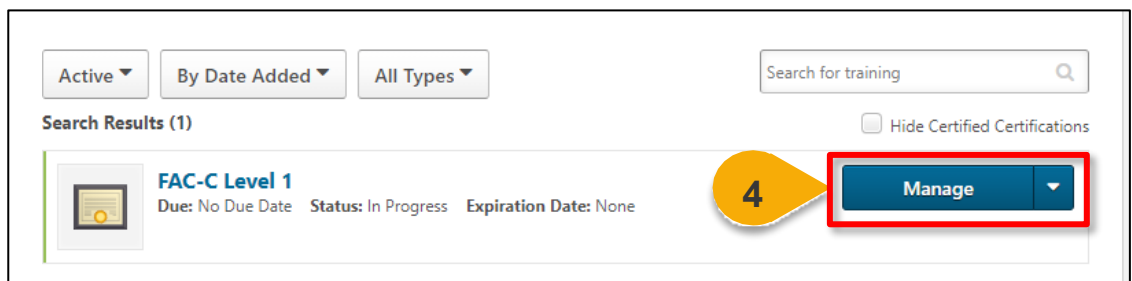 Active By Date Added All Types Search for training
Search Results (1) Hide Certified Certifications
FAC-C Level 1
Due: No Due Date Status: In Progress Expiration Date: None
4 Manage